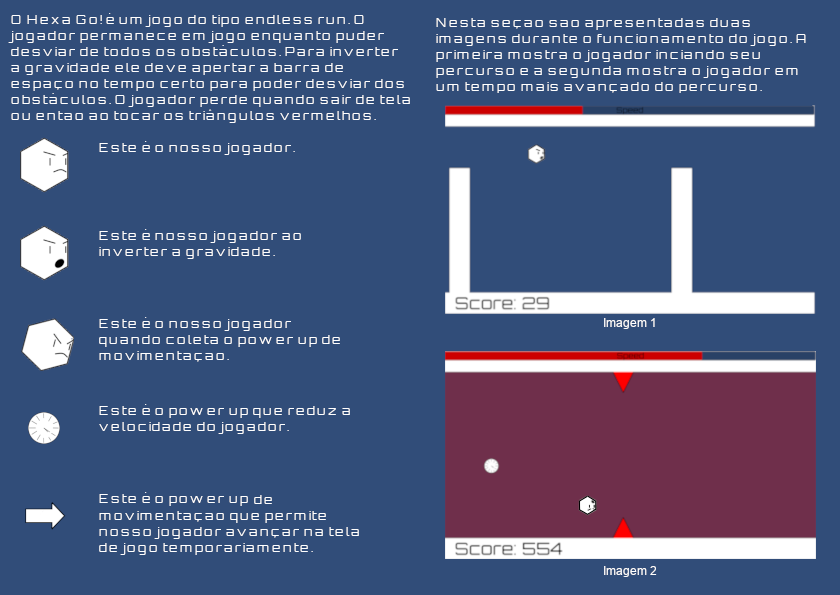 O Hexa Go! é um jogo do tipo endless run. O
jogador permanece em jogo enquanto puder
desviar de todos os obstáculos. Para inverter
a gravidade ele deve apertar a barra de
espaço no tempo certo para poder desviar dos
obstáculos. O jogador perde quando sair de tela
ou entao ao tocar os triângulos vermelhos.
Este é o nosso jogador.
Este é nosso jogador ao
inverter a gravidade.
Este é o nosso jogador
quando coleta o power up de
movimentaçao.
Este é o power up que reduz a
velocidade do jogador.
Este é o power up de
movimentaçao que permite
nosso jogador avançar na tela
de jogo temporariamente.
Nesta seçao sao apresentadas duas
imagens durante o funcionamento do jogo. A
primeira mostra o jogador inciando seu
percurso e a segunda mostra o jogador em
um tempo mais avançado do percurso.
Speed
Score: 29
Imagem 1
Speed
Score: 554
Imagem 2